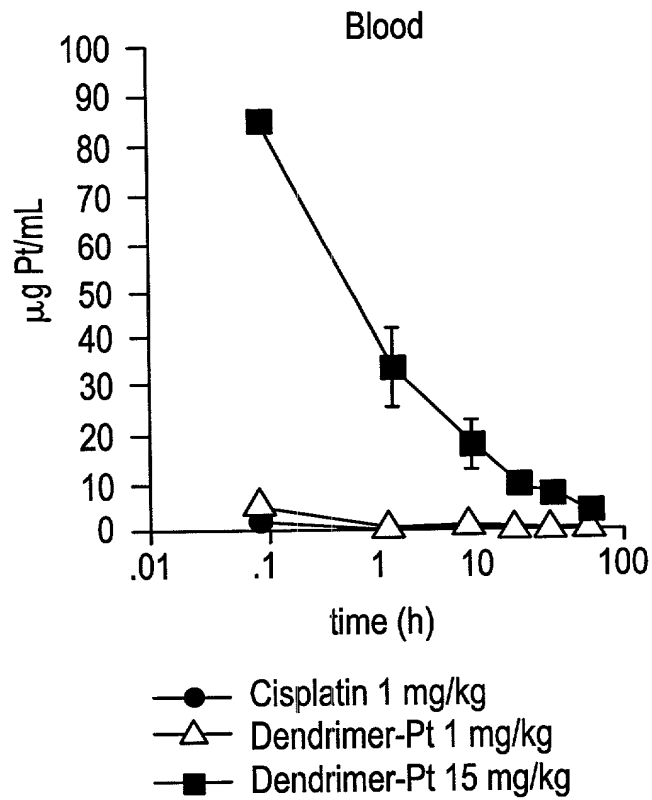 Blood
100
90
80
70
60
50
40
30
20
10
0
µg Pt/mL
.01 .1 1 10 100
time (h)
Cisplatin 1 mg/kg
Dendrimer-Pt 1 mg/kg
Dendrimer-Pt 15 mg/kg